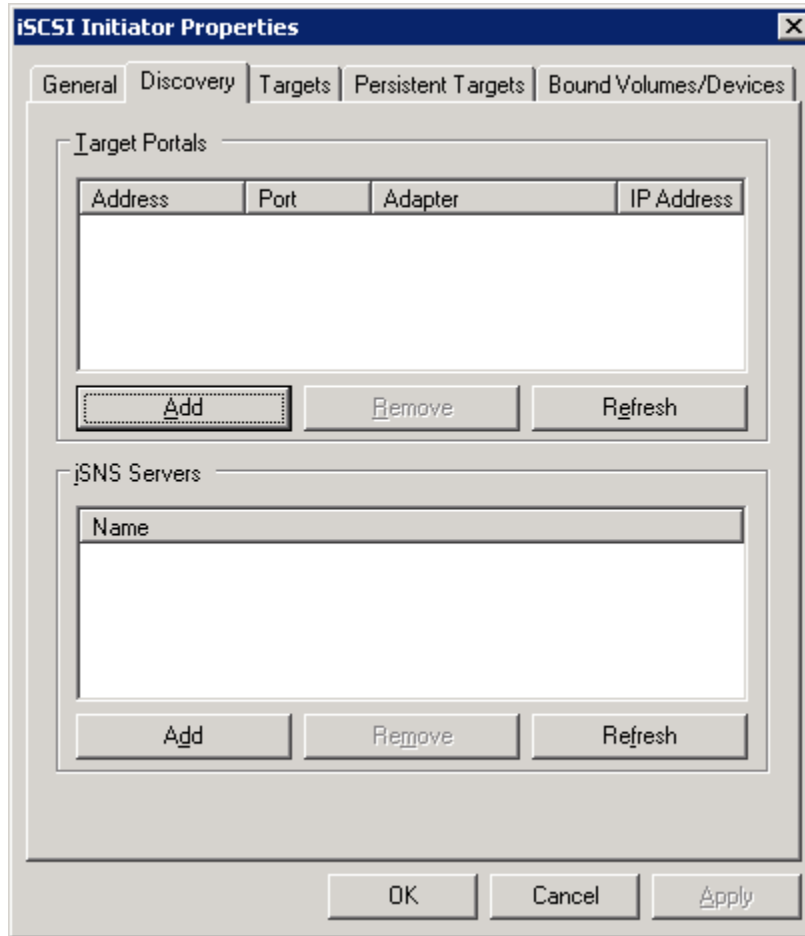 iSCSI Initiator Properties
General Discovery Targets Persistent Targets Bound Volumes/Devices
Target Portals
Address Port Adapter IP Address
Add Remove Refresh
iSNS Servers
Name
Add Remove Refresh
OK Cancel Apply